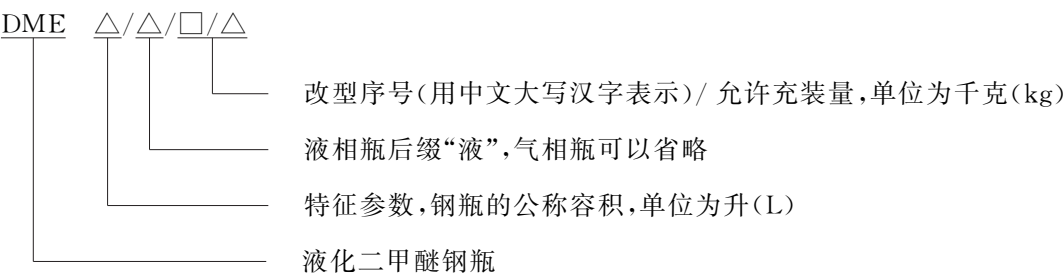 DME △/△/□/△
改型序号(用中文大写汉字表示)/ 允许充装量,单位为千克(kg)
液相瓶后缀“液”,气相瓶可以省略
特征参数,钢瓶的公称容积,单位为升(L)
液化二甲醚钢瓶